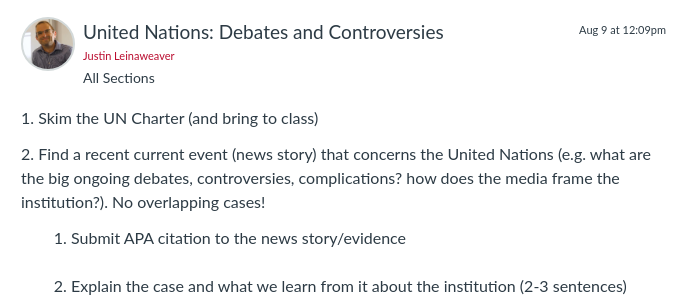 United Nations: Debates and Controversies
Aug 9 at 12:09pm
Justin Leinaweaver
All Sections
1. Skim the UN Charter (and bring to class)
2. Find a recent current event (news story) that concerns the United Nations (e.g. what are
the big ongoing debates, controversies, complications? how does the media frame the
institution?). No overlapping cases!
1. Submit APA citation to the news story/evidence
2. Explain the case and what we learn from it about the institution (2-3 sentences)